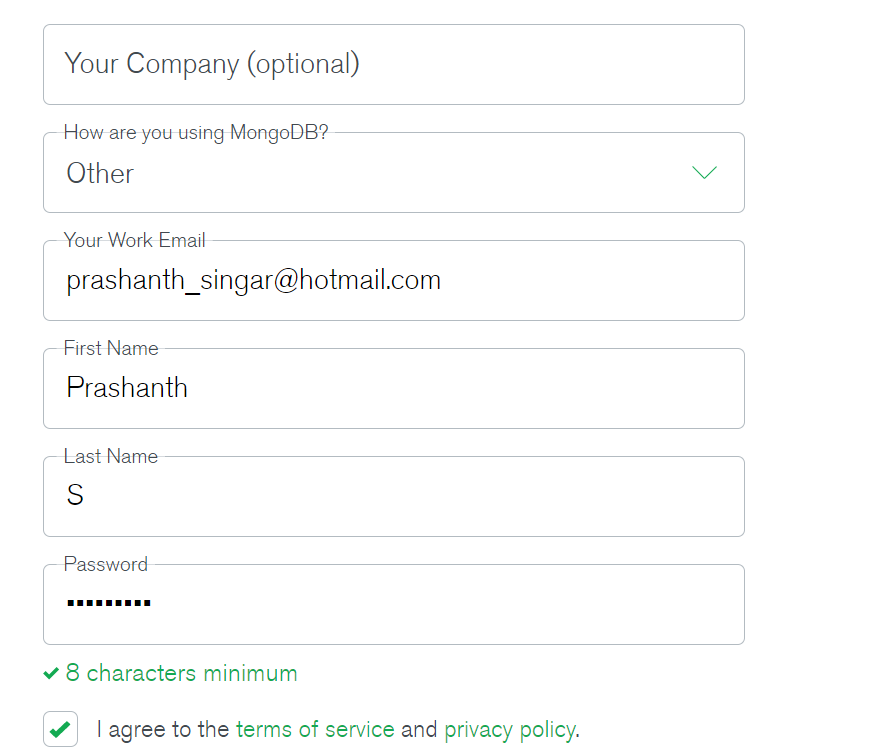 Your Company (optional)
How are you using MongoDB?
Other
Your Work Email
prashanth_singar@hotmail.com
First Name
Prashanth
Last Name
S
Password
•••••••••
8 characters minimum
I agree to the terms of service and privacy policy.